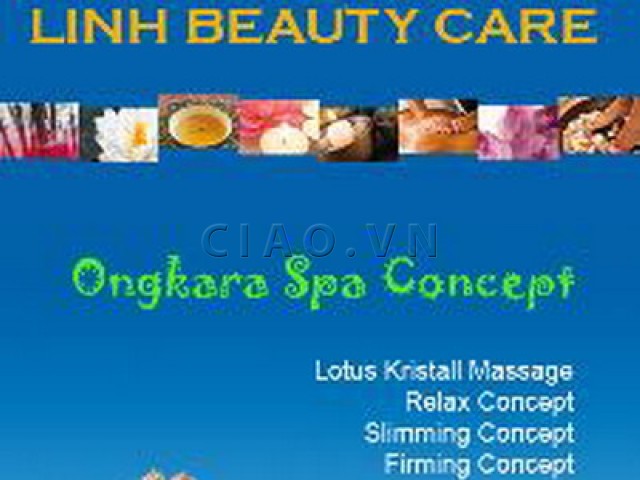 LINH BEAUTY CARE
CIAO.VN
Ongkara Spa Concept
Lotus Kristall Massage
Relax Concept
Slimming Concept
Firming Concept